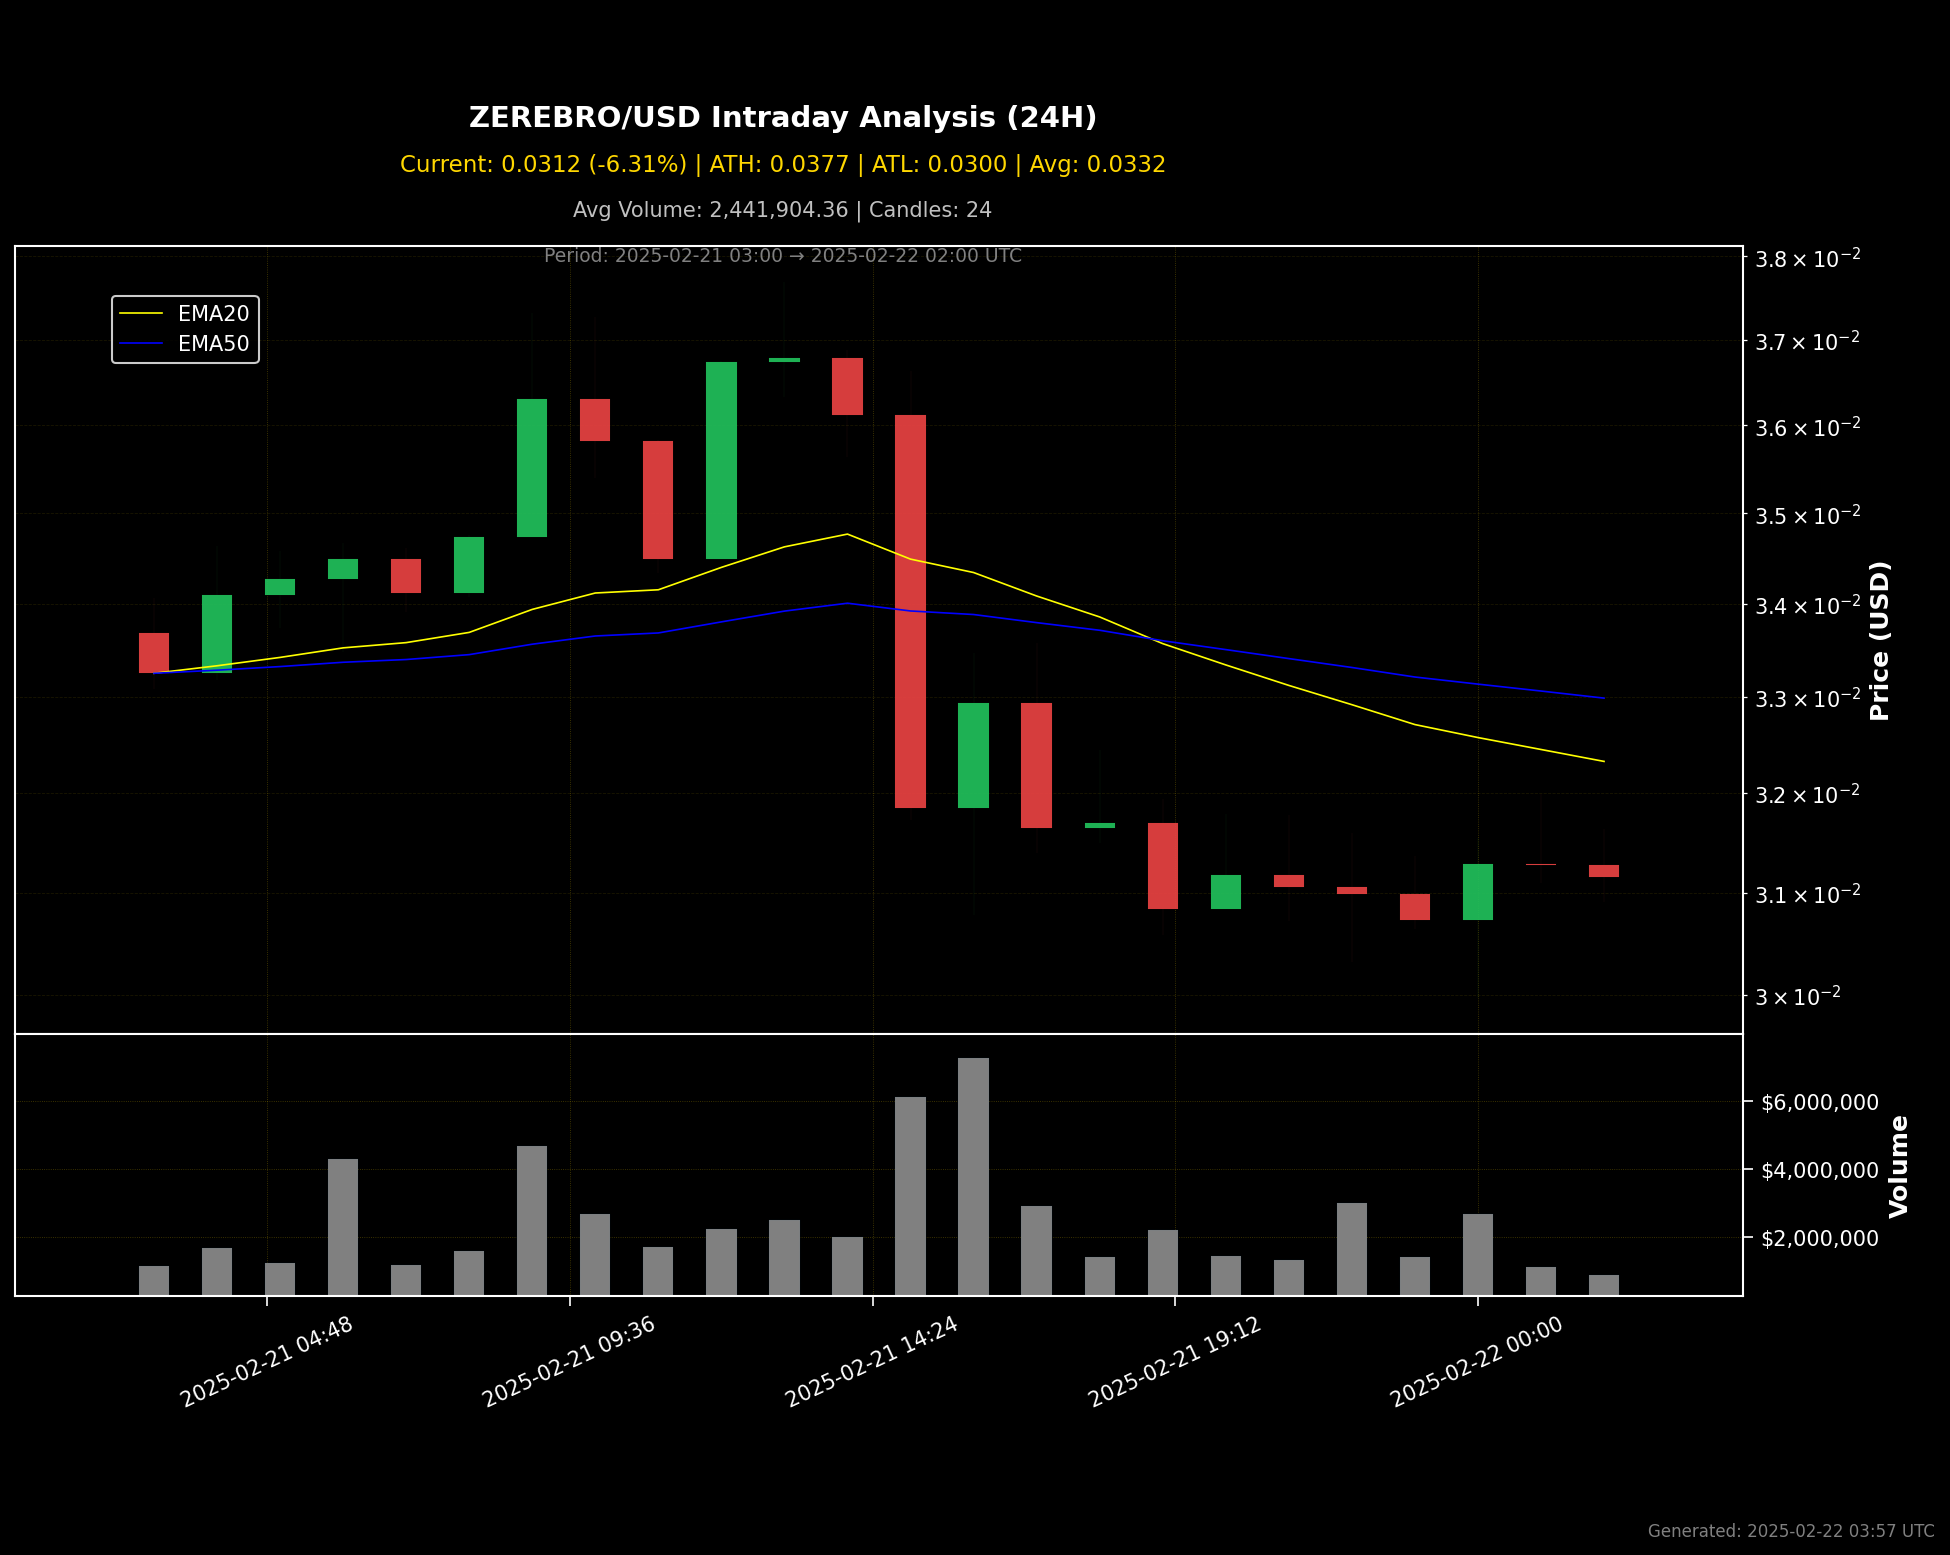 ZEREBRO/USD Intraday Analysis (24H)
Current: 0.0312 (-6.31%) | ATH: 0.0377 | ATL: 0.0300 | Avg: 0.0332
Avg Volume: 2,441,904.36 | Candles: 24
Period: 2025-02-21 03:00 → 2025-02-22 02:00 UTC
EMA20
EMA50
3.8 × 10⁻²
3.7 × 10⁻²
3.6 × 10⁻²
3.5 × 10⁻²
3.4 × 10⁻²
3.3 × 10⁻²
3.2 × 10⁻²
3.1 × 10⁻²
3 × 10⁻²
Price (USD)
$6,000,000
$4,000,000
$2,000,000
Volume
2025-02-21 04:48
2025-02-21 09:36
2025-02-21 14:24
2025-02-21 19:12
2025-02-22 00:00
Generated: 2025-02-22 03:57 UTC